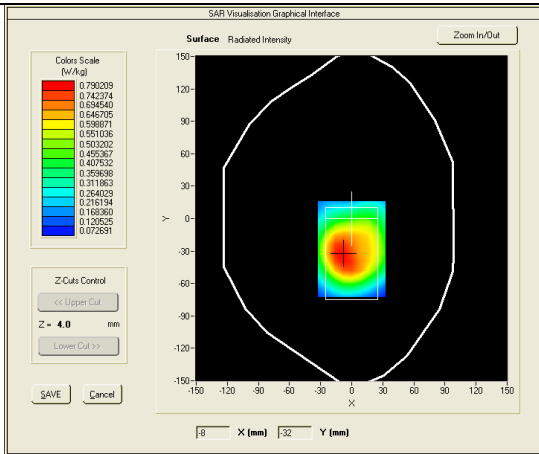 SAR Visualisation Graphical Interface
Surface Radiated Intensity
Zoom In/Out
Colors Scale
(W/kg)
0.790209
0.742374
0.694540
0.646705
0.598871
0.551036
0.503202
0.455367
0.407532
0.359698
0.311863
0.264029
0.216194
0.168360
0.120525
0.072691
Z-Cuts Control
<< Upper Cut
Z = 4.0 mm
Lower Cut >>
SAVE Cancel
150
120
90
60
30
0
-30
-60
-90
-120
-150
Y
-150 -120 -90 -60 -30 0 30 60 90 120 150
X
-8 X (mm) -32 Y (mm)